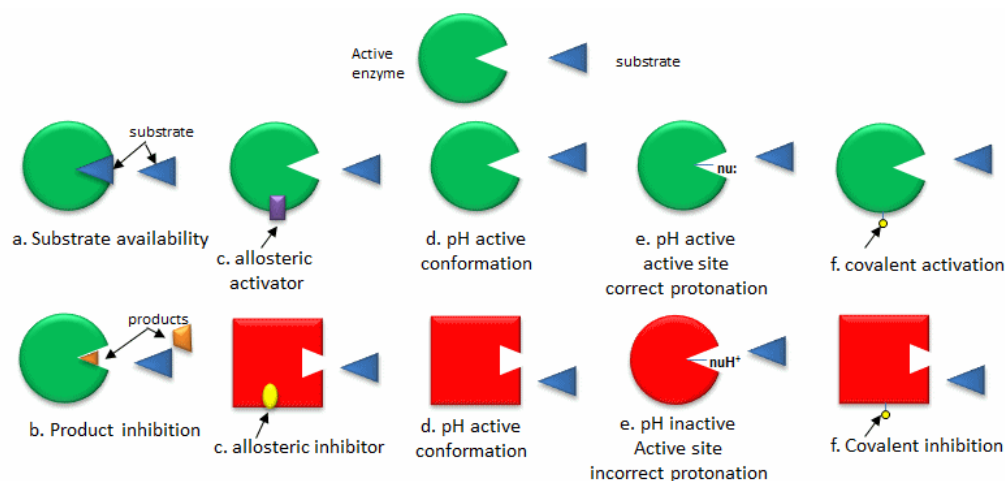 Active
enzyme
substrate
substrate
nu:
a. Substrate availability
c. allosteric
activator
d. pH active
conformation
e. pH active
active site
correct protonation
f. covalent activation
products
nuH⁺
b. Product inhibition
c. allosteric inhibitor
d. pH active
conformation
e. pH inactive
Active site
incorrect protonation
f. Covalent inhibition